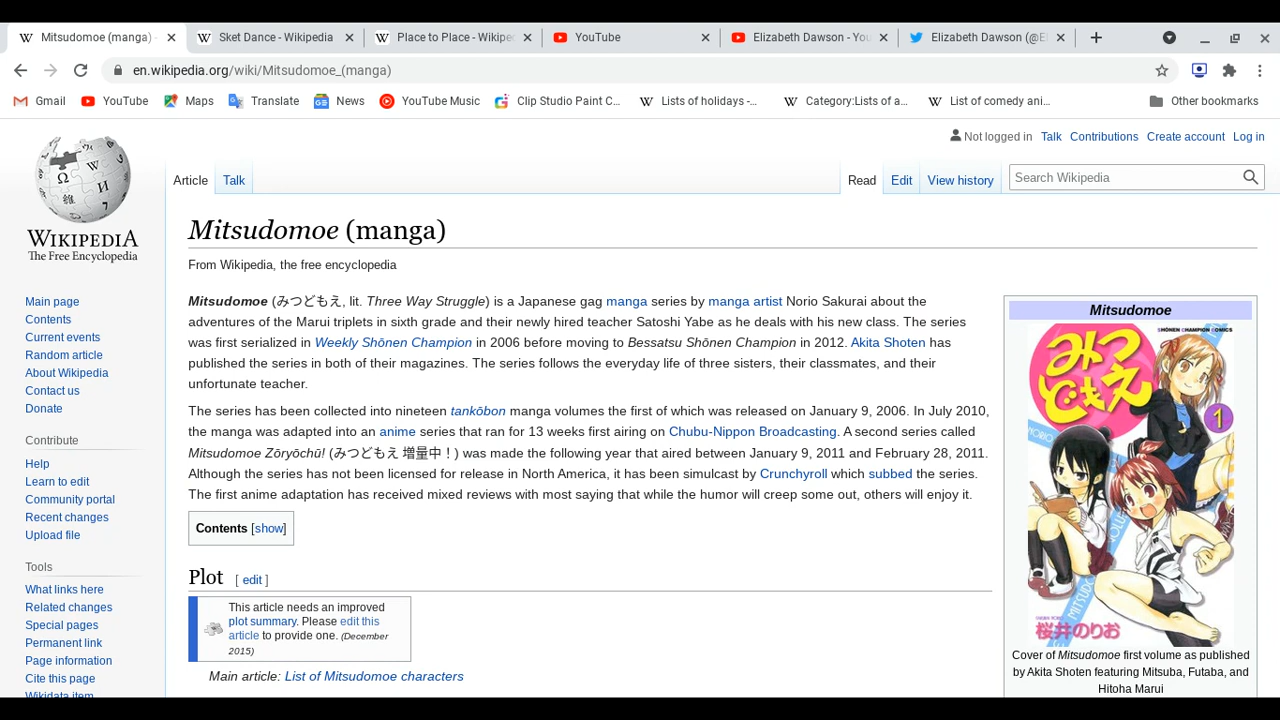 Mitsudomoe (manga) -
Sket Dance - Wikipedia
Place to Place - Wikiped
YouTube
Elizabeth Dawson - You
Elizabeth Dawson (@El
en.wikipedia.org/wiki/Mitsudomoe_(manga)
Gmail
YouTube
Maps
Translate
News
YouTube Music
Clip Studio Paint C...
Lists of holidays -...
Category:Lists of a...
List of comedy ani...
Other bookmarks
Not logged in Talk Contributions Create account Log in
Article Talk
Read Edit View history
Search Wikipedia
WIKIPEDIA
The Free Encyclopedia
Main page
Contents
Current events
Random article
About Wikipedia
Contact us
Donate
Contribute
Help
Learn to edit
Community portal
Recent changes
Upload file
Tools
What links here
Related changes
Special pages
Permanent link
Page information
Cite this page
Wikidata item
Mitsudomoe (manga)
From Wikipedia, the free encyclopedia
Mitsudomoe (みつどもえ, lit. Three Way Struggle) is a Japanese gag manga series by manga artist Norio Sakurai about the
adventures of the Marui triplets in sixth grade and their newly hired teacher Satoshi Yabe as he deals with his new class. The series
was first serialized in Weekly Shōnen Champion in 2006 before moving to Bessatsu Shōnen Champion in 2012. Akita Shoten has
published the series in both of their magazines. The series follows the everyday life of three sisters, their classmates, and their
unfortunate teacher.
The series has been collected into nineteen tankōbon manga volumes the first of which was released on January 9, 2006. In July 2010,
the manga was adapted into an anime series that ran for 13 weeks first airing on Chubu-Nippon Broadcasting. A second series called
Mitsudomoe Zōryōchū! (みつどもえ 増量中！) was made the following year that aired between January 9, 2011 and February 28, 2011.
Although the series has not been licensed for release in North America, it has been simulcast by Crunchyroll which subbed the series.
The first anime adaptation has received mixed reviews with most saying that while the humor will creep some out, others will enjoy it.
Contents [show]
Plot [ edit ]
This article needs an improved
plot summary. Please edit this
article to provide one. (December
2015)
Main article: List of Mitsudomoe characters
Mitsudomoe
SHŌNEN CHAMPION COMICS
みつ
どもえ
1
NORIO
VOLUME
MITSUDO
桜井のりお
Cover of Mitsudomoe first volume as published
by Akita Shoten featuring Mitsuba, Futaba, and
Hitoha Marui